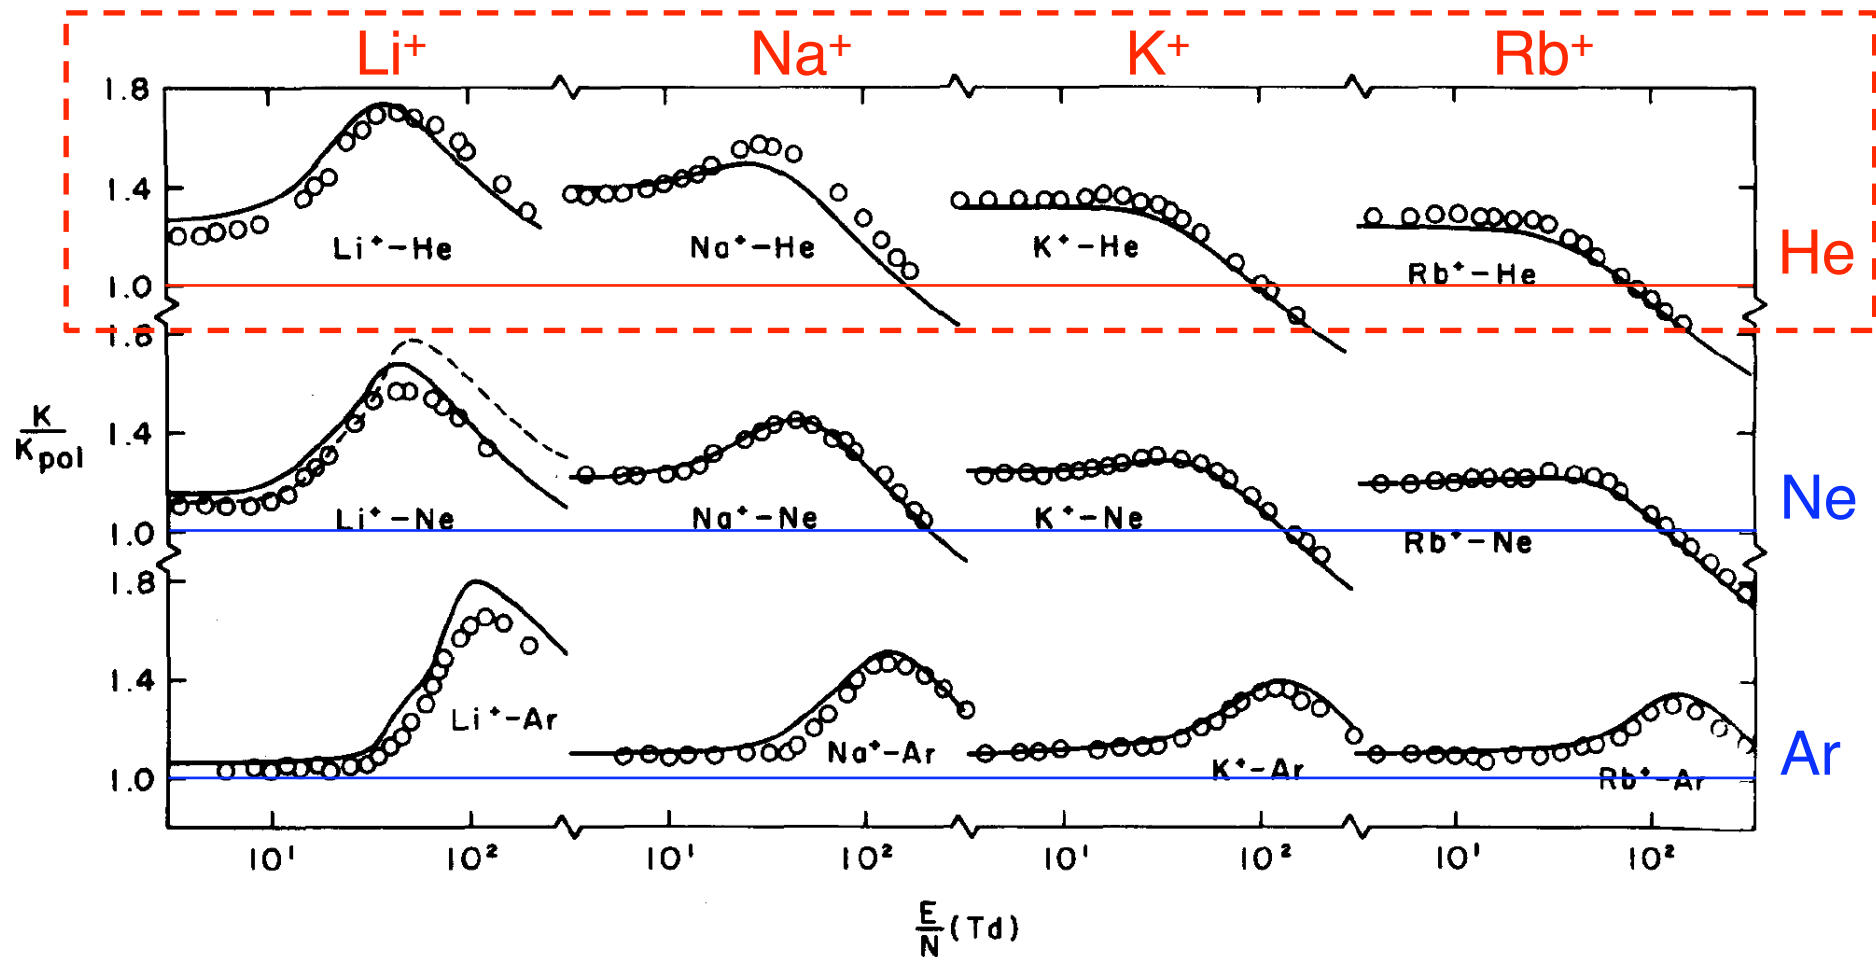 Li⁺ Na⁺ K⁺ Rb⁺
1.8
1.4
Li⁺-He Na⁺-He K⁺-He Rb⁺-He He
1.0
1.8
1.4
K/Kpol
Ne
Li⁺-Ne Na⁺-Ne K⁺-Ne Rb⁺-Ne
1.0
1.8
1.4
Li⁺-Ar Na⁺-Ar K⁺-Ar Rb⁺-Ar Ar
1.0
10¹ 10² 10¹ 10² 10¹ 10² 10¹ 10²
E/N (Td)